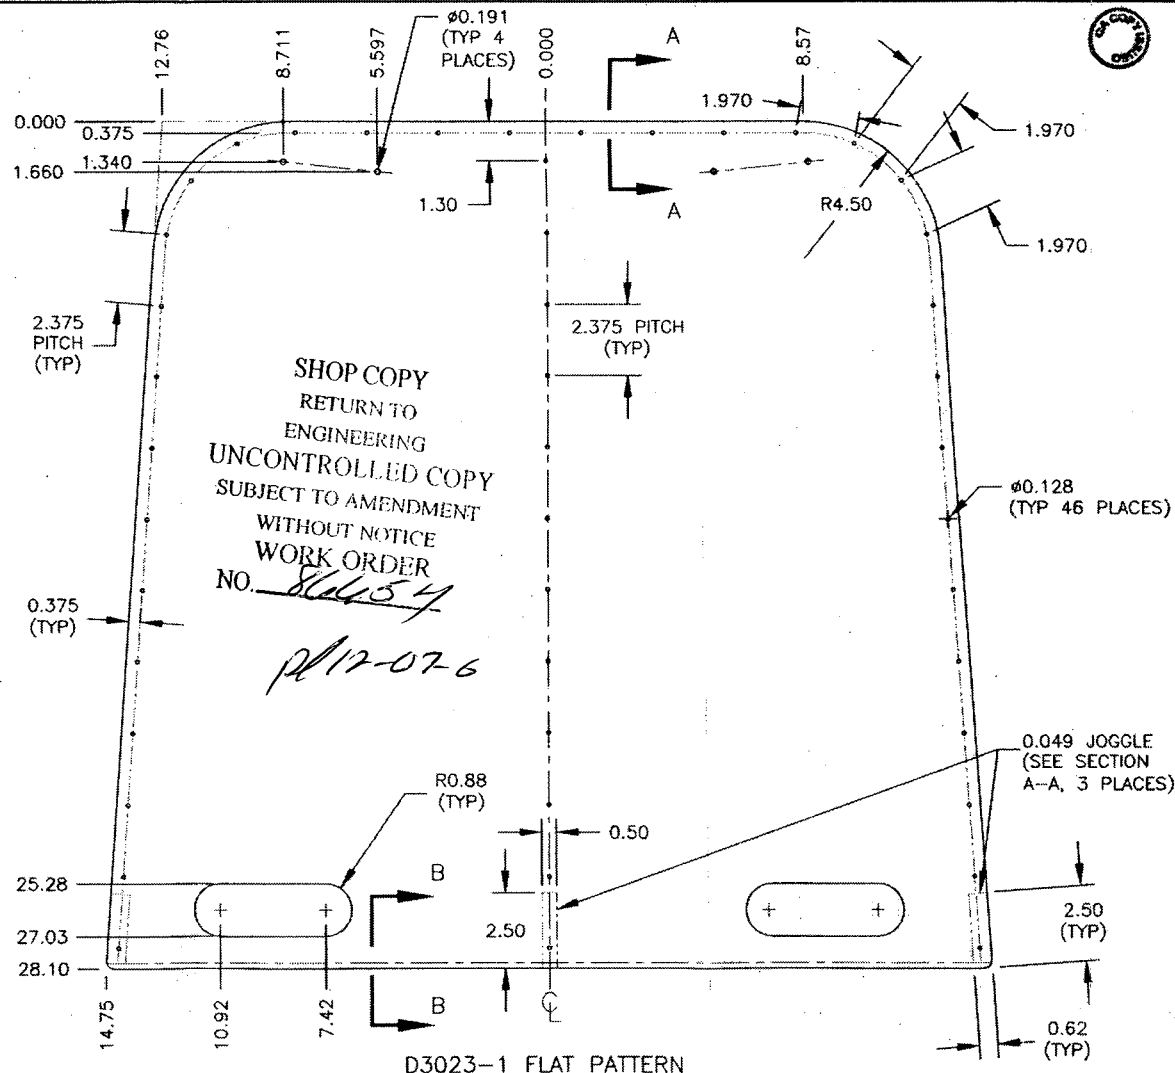 12.76
8.711
5.597
ø0.191
(TYP 4
PLACES)
0.000
A
8.57
1.970
0.000
0.375
1.340
1.660
1.30
A
R4.50
1.970
1.970
2.375
PITCH
(TYP)
2.375 PITCH
(TYP)
SHOP COPY
RETURN TO
ENGINEERING
UNCONTROLLED COPY
SUBJECT TO AMENDMENT
WITHOUT NOTICE
WORK ORDER
NO.
ø0.128
(TYP 46 PLACES)
0.375
(TYP)
12-07-6
0.049 JOGGLE
(SEE SECTION
A-A, 3 PLACES)
R0.88
(TYP)
0.50
25.28
B
2.50
2.50
(TYP)
27.03
28.10
14.75
10.92
7.42
B
CL
0.62
(TYP)
D3023-1 FLAT PATTERN